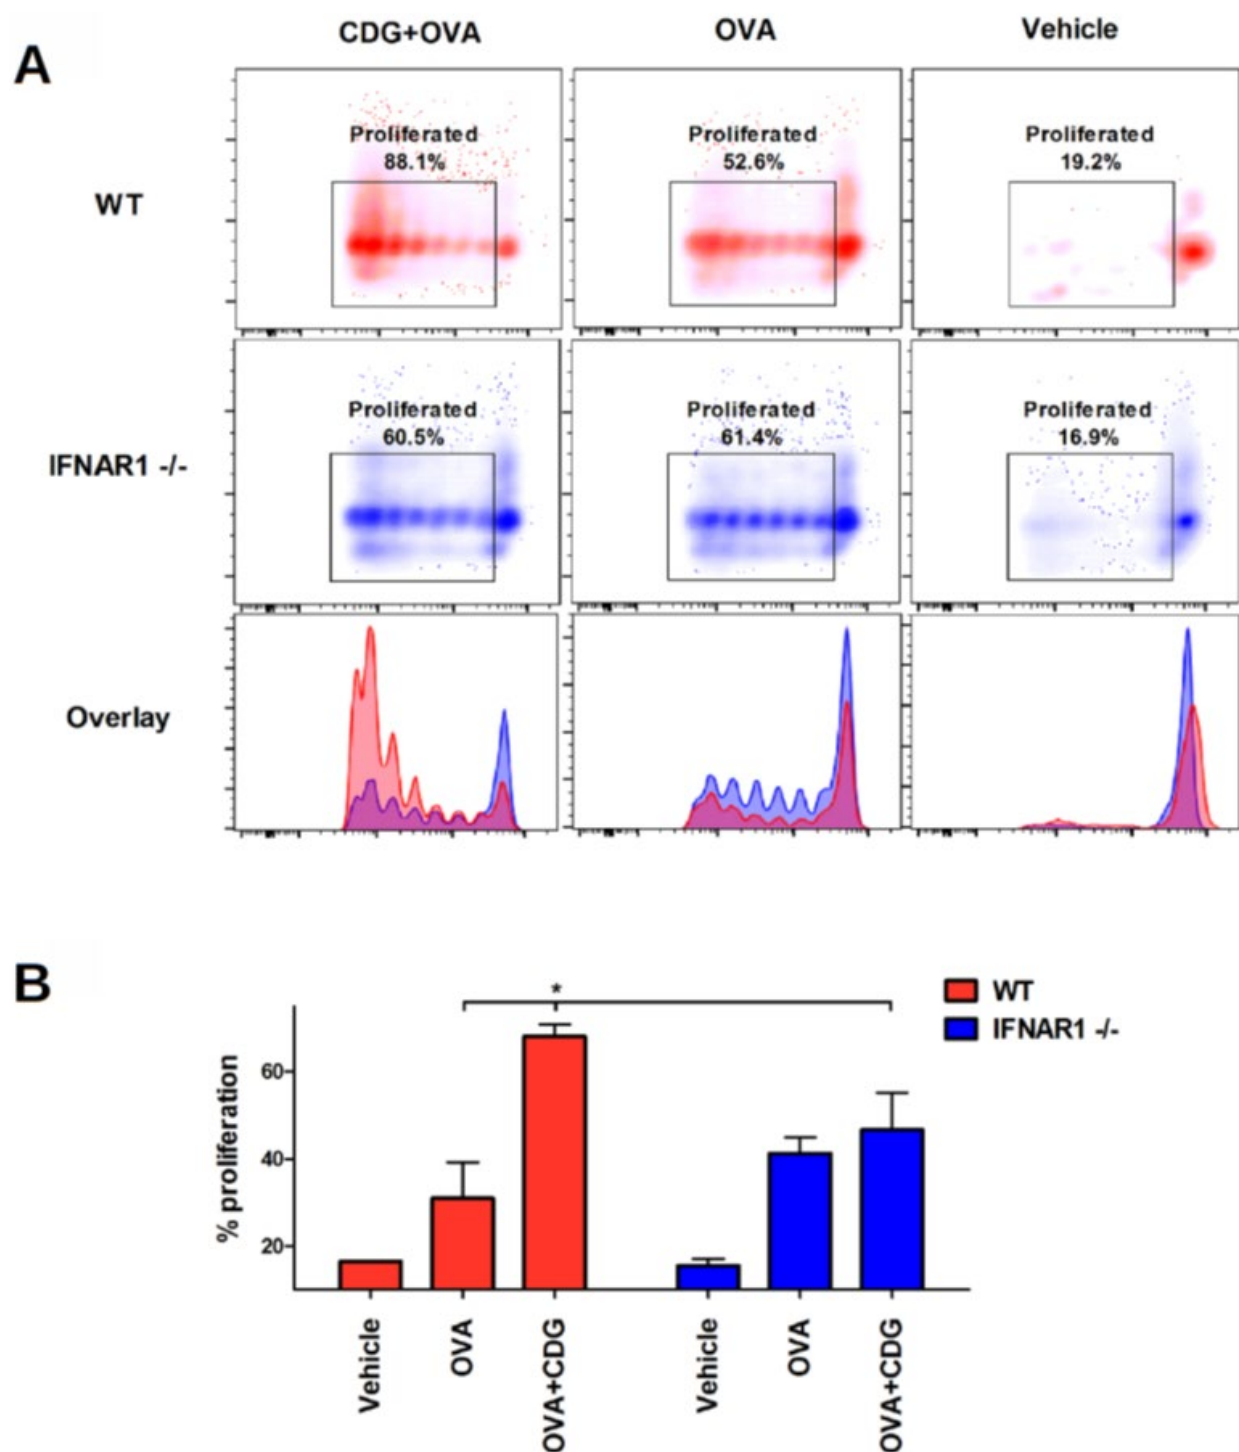 A
CDG+OVA
OVA
Vehicle
WT
Proliferated
88.1%
Proliferated
52.6%
Proliferated
19.2%
IFNAR1 -/-
Proliferated
60.5%
Proliferated
61.4%
Proliferated
16.9%
Overlay
B
*
WT
IFNAR1 -/-
% proliferation
60
40
20
Vehicle
OVA
OVA+CDG
Vehicle
OVA
OVA+CDG